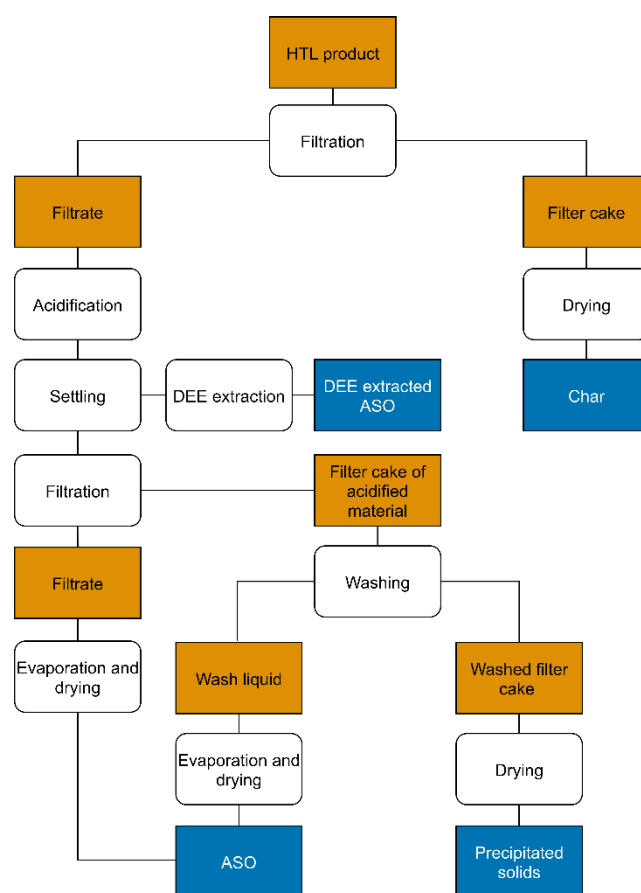 HTL product
Filtration
Filtrate
Filter cake
Acidification
Drying
Settling
DEE extraction
DEE extracted
ASO
Char
Filtration
Filter cake of
acidified
material
Filtrate
Washing
Evaporation and
drying
Wash liquid
Washed filter
cake
Evaporation and
drying
Drying
ASO
Precipitated
solids